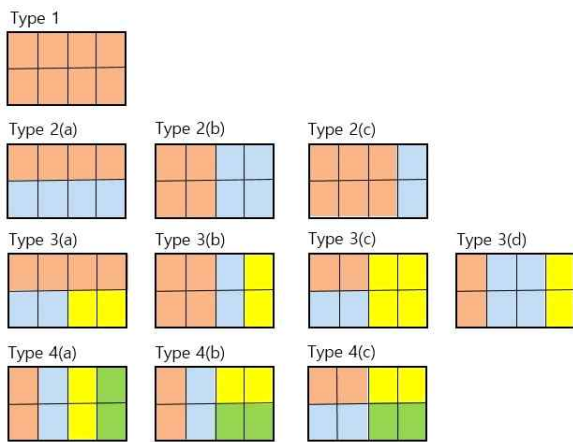 Type 1
Type 2(a) Type 2(b) Type 2(c)
Type 3(a) Type 3(b) Type 3(c) Type 3(d)
Type 4(a) Type 4(b) Type 4(c)